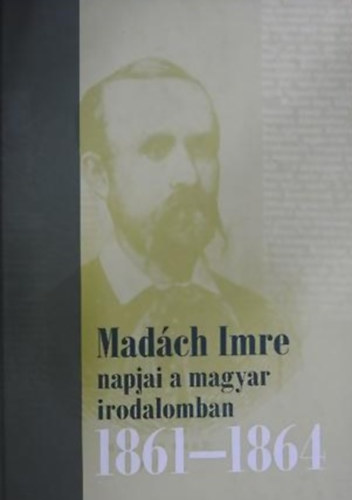 Madách Imre
napjai a magyar
irodalomban
1861–1864